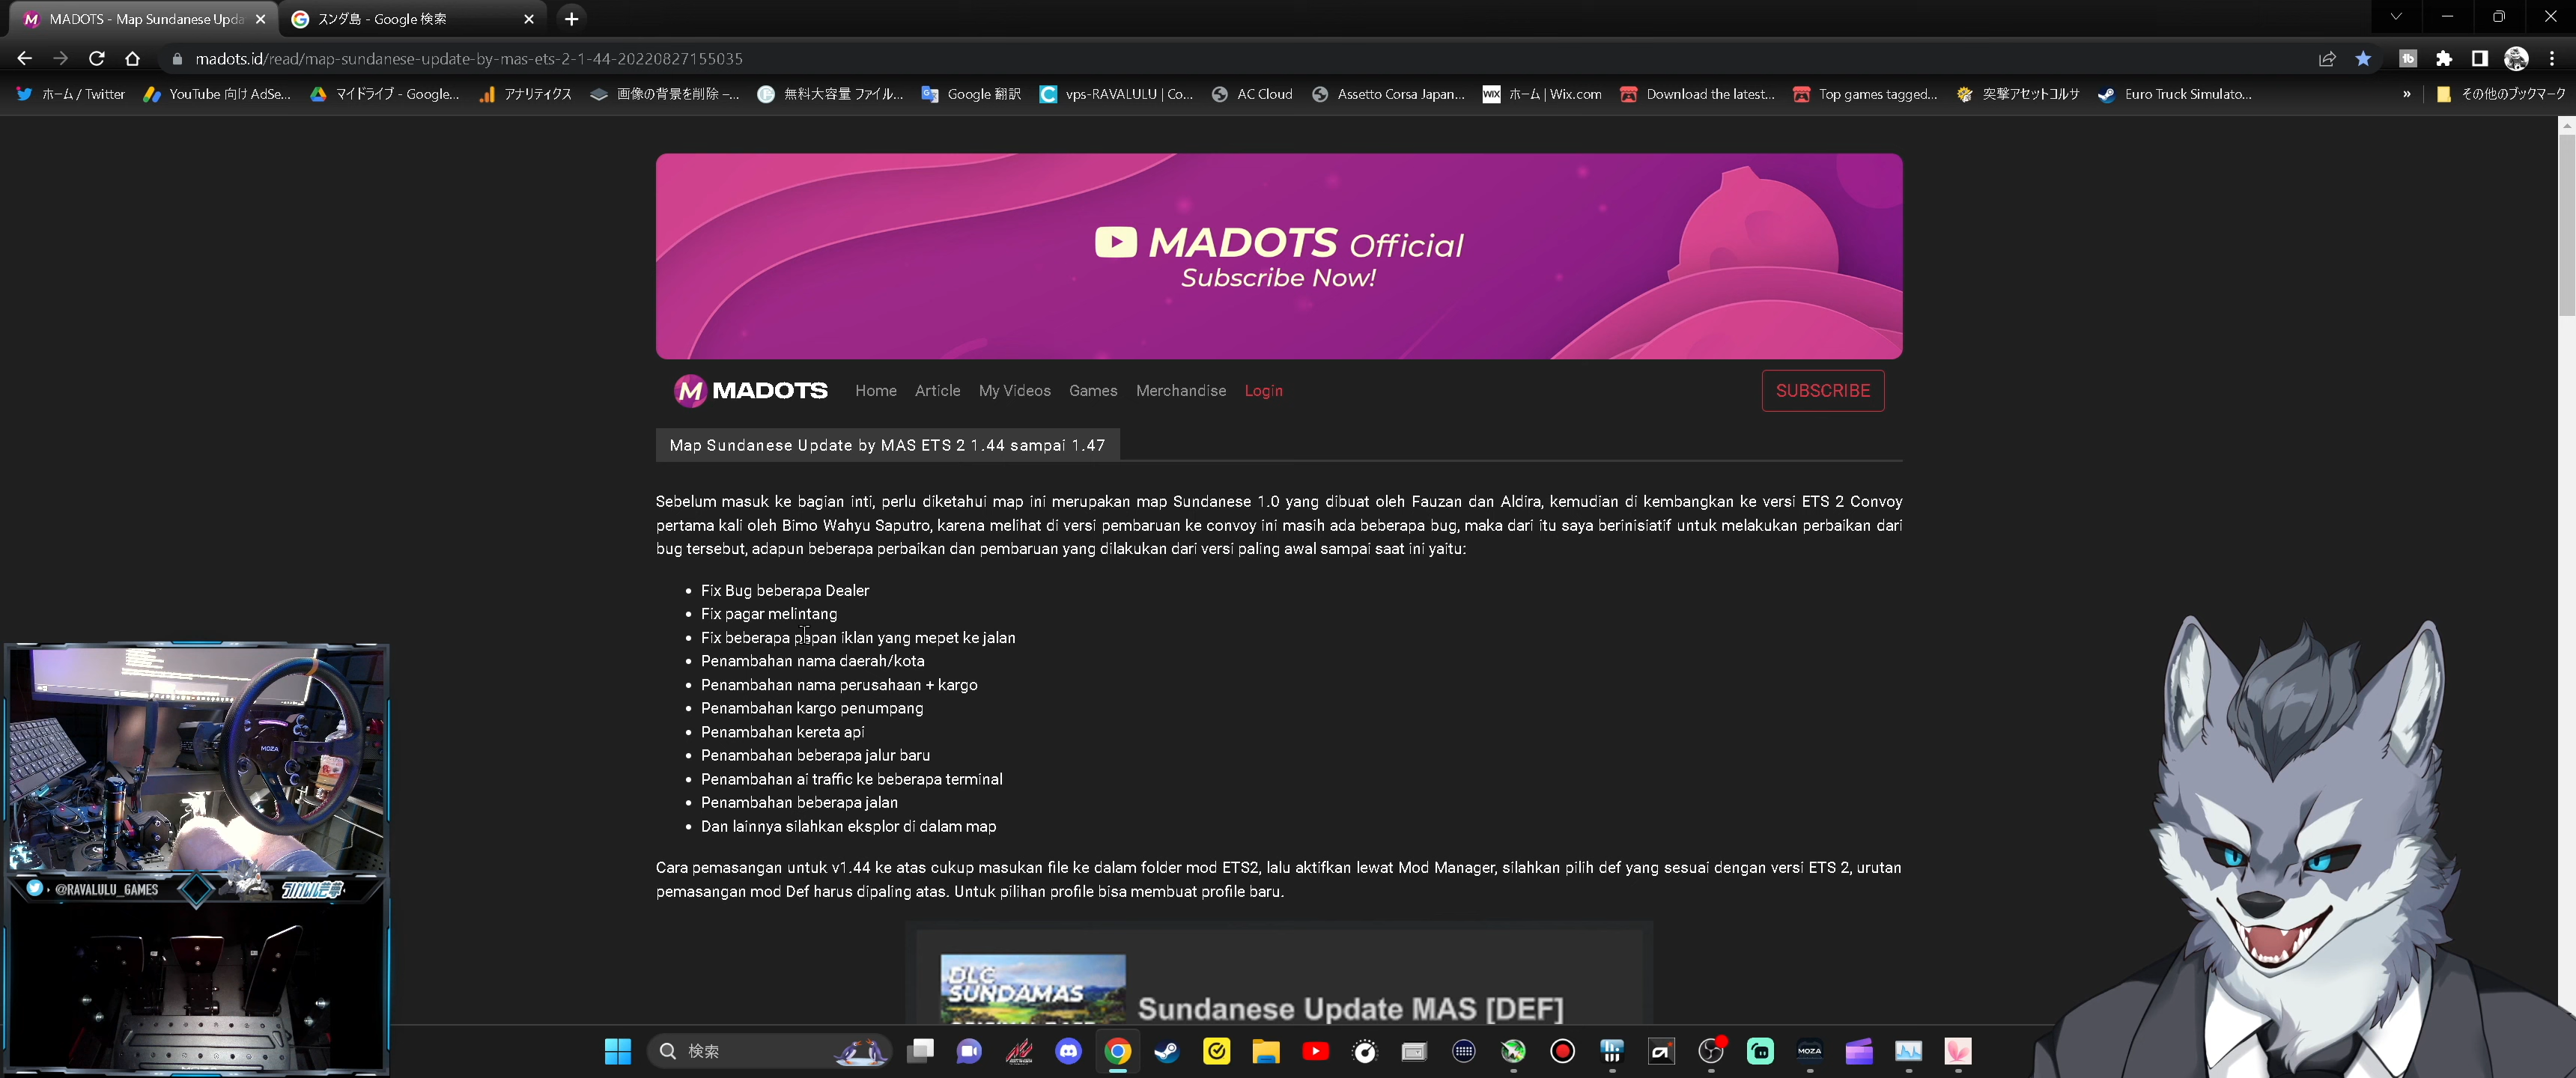 MADOTS - Map Sundanese Upda
スンダ島 - Google 検索
madots.id/read/map-sundanese-update-by-mas-ets-2-1-44-20220827155035
ホーム / Twitter
YouTube 向け AdSe...
マイドライブ - Google...
アナリティクス
画像の背景を削除 –...
無料大容量 ファイル...
Google 翻訳
vps-RAVALULU | Co...
AC Cloud
Assetto Corsa Japan...
WIX
ホーム | Wix.com
Download the latest...
Top games tagged...
突撃アセットコルサ
Euro Truck Simulato...
»
その他のブックマーク
MADOTS Official
Subscribe Now!
M MADOTS
Home
Article
My Videos
Games
Merchandise
Login
SUBSCRIBE
Map Sundanese Update by MAS ETS 2 1.44 sampai 1.47
Sebelum masuk ke bagian inti, perlu diketahui map ini merupakan map Sundanese 1.0 yang dibuat oleh Fauzan dan Aldira, kemudian di kembangkan ke versi ETS 2 Convoy
pertama kali oleh Bimo Wahyu Saputro, karena melihat di versi pembaruan ke convoy ini masih ada beberapa bug, maka dari itu saya berinisiatif untuk melakukan perbaikan dari
bug tersebut, adapun beberapa perbaikan dan pembaruan yang dilakukan dari versi paling awal sampai saat ini yaitu:
• Fix Bug beberapa Dealer
• Fix pagar melintang
• Fix beberapa papan iklan yang mepet ke jalan
• Penambahan nama daerah/kota
• Penambahan nama perusahaan + kargo
• Penambahan kargo penumpang
• Penambahan kereta api
• Penambahan beberapa jalur baru
• Penambahan ai traffic ke beberapa terminal
• Penambahan beberapa jalan
• Dan lainnya silahkan eksplor di dalam map
Cara pemasangan untuk v1.44 ke atas cukup masukan file ke dalam folder mod ETS2, lalu aktifkan lewat Mod Manager, silahkan pilih def yang sesuai dengan versi ETS 2, urutan
pemasangan mod Def harus dipaling atas. Untuk pilihan profile bisa membuat profile baru.
DLC
SUNDAMAS
Sundanese Update MAS [DEF]
MOZA
@RAVALULU_GAMES
検索
MOZA